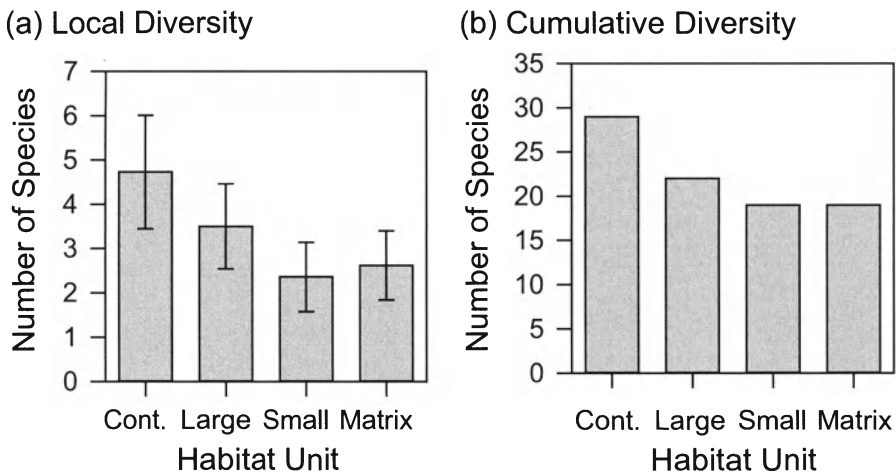 (a) Local Diversity
Number of Species
7
6
5
4
3
2
1
0
Cont. Large Small Matrix
Habitat Unit
(b) Cumulative Diversity
Number of Species
35
30
25
20
15
10
5
0
Cont. Large Small Matrix
Habitat Unit